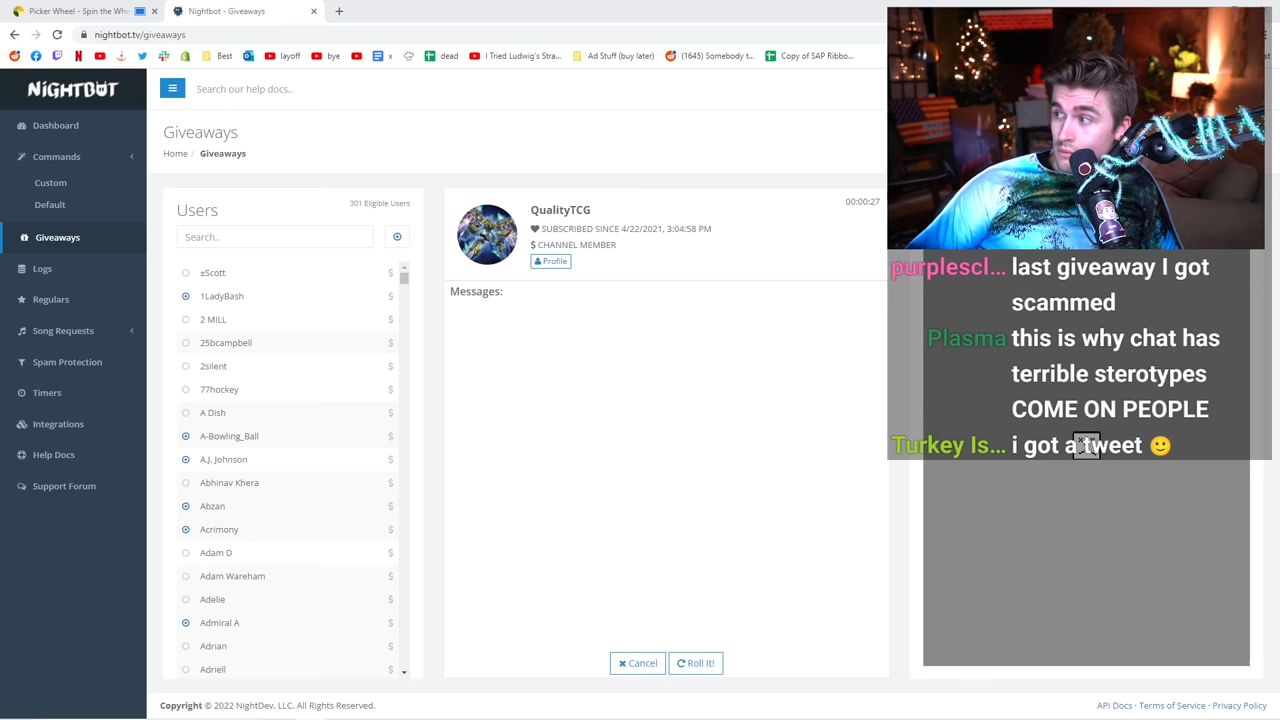 Picker Wheel - Spin the Whe
Nightbot - Giveaways
nightbot.tv/giveaways
Best
layoff
bye
x
dead
I Tried Ludwig's Stra...
Ad Stuff (buy later)
(1645) Somebody t...
Copy of SAP Ribbo...
NIGHTBOT
Search our help docs..
Dashboard
Commands
Custom
Default
Giveaways
Logs
Regulars
Song Requests
Spam Protection
Timers
Integrations
Help Docs
Support Forum
Giveaways
Home / Giveaways
Users
301 Eligible Users
Search...
±Scott $
1LadyBash $
2 MILL $
25bcampbell $
2silent $
77hockey $
A Dish $
A-Bowling_Ball $
A.J. Johnson $
Abhinav Khera $
Abzan $
Acrimony $
Adam D $
Adam Wareham $
Adelie $
Admiral A $
Adrian $
Adriell $
QualityTCG
00:00:27
SUBSCRIBED SINCE 4/22/2021, 3:04:58 PM
$ CHANNEL MEMBER
Profile
Messages:
Cancel
Roll It!
purplescl... last giveaway I got
scammed
Plasma this is why chat has
terrible sterotypes
COME ON PEOPLE
Turkey Is... i got a tweet 🙂
Copyright © 2022 NightDev, LLC. All Rights Reserved.
API Docs · Terms of Service · Privacy Policy